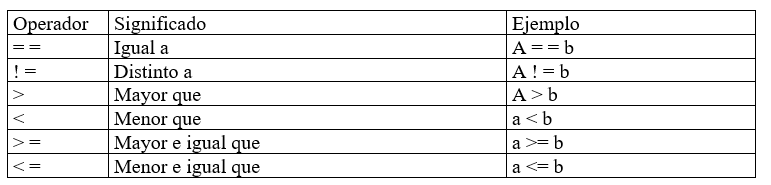 Operador Significado Ejemplo
= = Igual a A = = b
! = Distinto a A ! = b
> Mayor que A > b
< Menor que a < b
> = Mayor e igual que a >= b
< = Menor e igual que a <= b